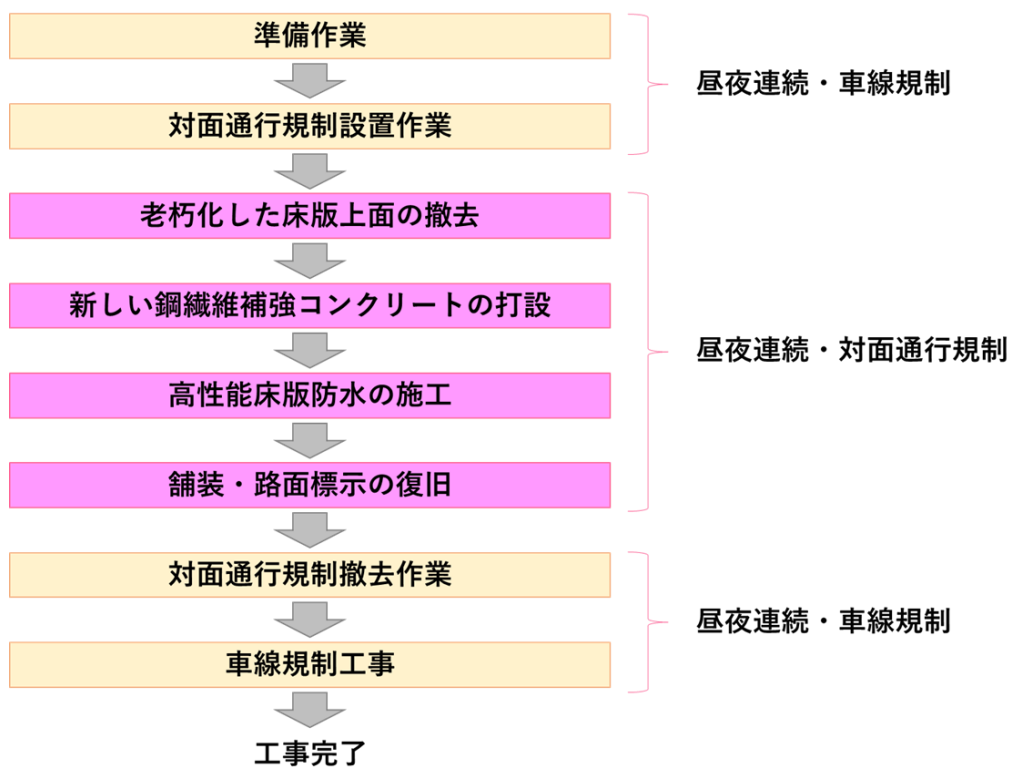 準備作業
昼夜連続・車線規制
対面通行規制設置作業
老朽化した床版上面の撤去
新しい鋼繊維補強コンクリートの打設
昼夜連続・対面通行規制
高性能床版防水の施工
舗装・路面標示の復旧
対面通行規制撤去作業
昼夜連続・車線規制
車線規制工事
工事完了